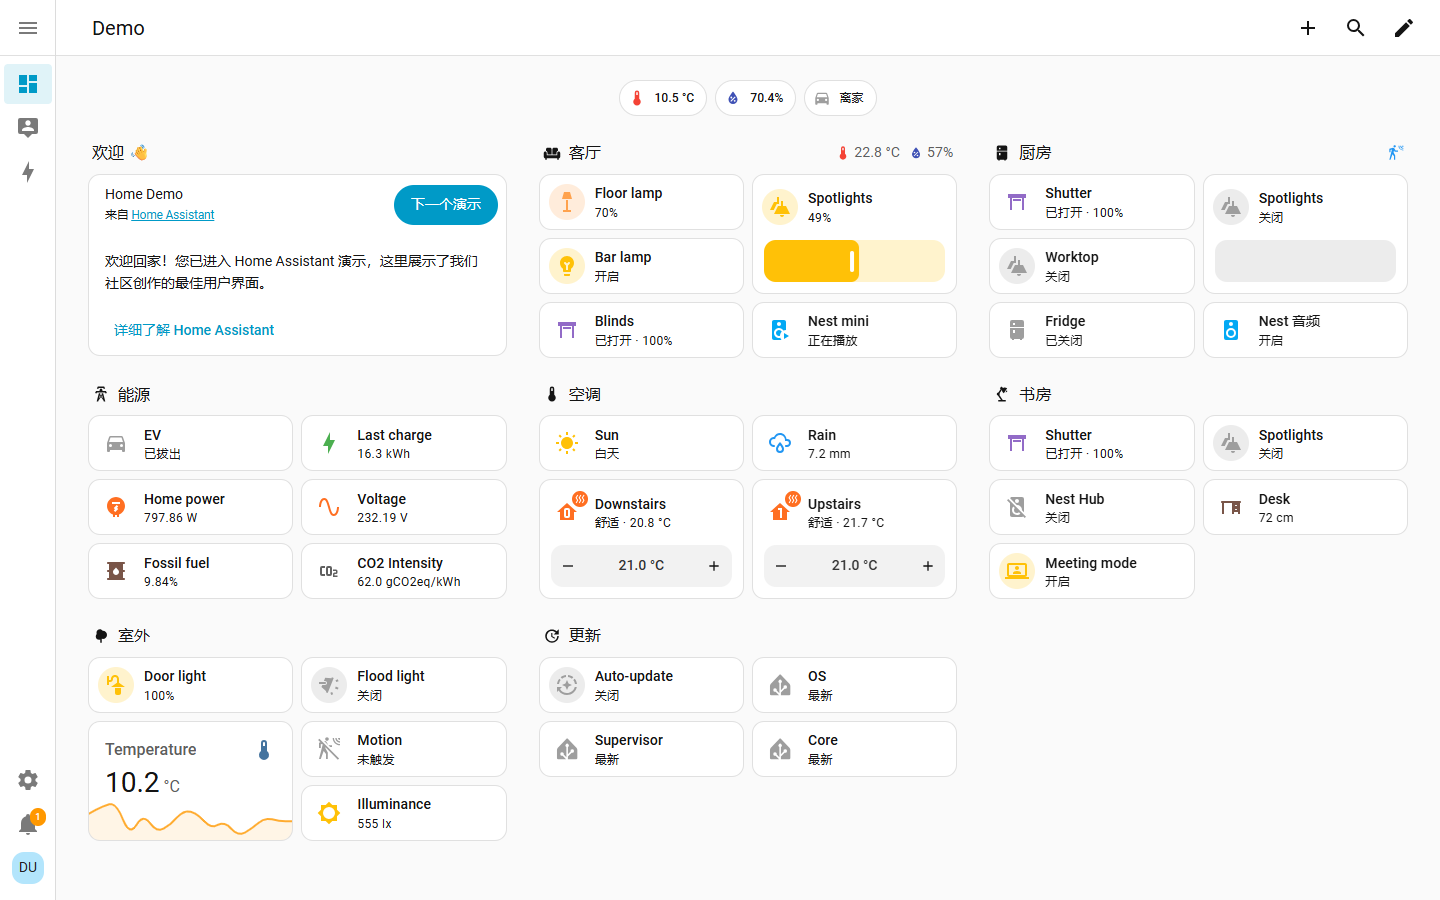 Demo
10.5 °C
70.4%
离家
欢迎 👋
Home Demo
来自 Home Assistant
下一个演示
欢迎回家！您已进入 Home Assistant 演示，这里展示了我们
社区创作的最佳用户界面。
详细了解 Home Assistant
客厅
22.8 °C
57%
Floor lamp
70%
Spotlights
49%
Bar lamp
开启
Blinds
已打开 · 100%
Nest mini
正在播放
厨房
Shutter
已打开 · 100%
Spotlights
关闭
Worktop
关闭
Fridge
已关闭
Nest 音频
开启
能源
EV
已拔出
Last charge
16.3 kWh
Home power
797.86 W
Voltage
232.19 V
Fossil fuel
9.84%
CO2
CO2 Intensity
62.0 gCO2eq/kWh
空调
Sun
白天
Rain
7.2 mm
0
Downstairs
舒适 · 20.8 °C
− 21.0 °C +
1
Upstairs
舒适 · 21.7 °C
− 21.0 °C +
书房
Shutter
已打开 · 100%
Spotlights
关闭
Nest Hub
关闭
Desk
72 cm
Meeting mode
开启
室外
Door light
100%
Flood light
关闭
Temperature
10.2 °C
Motion
未触发
Illuminance
555 lx
更新
Auto-update
关闭
OS
最新
Supervisor
最新
Core
最新
1
DU